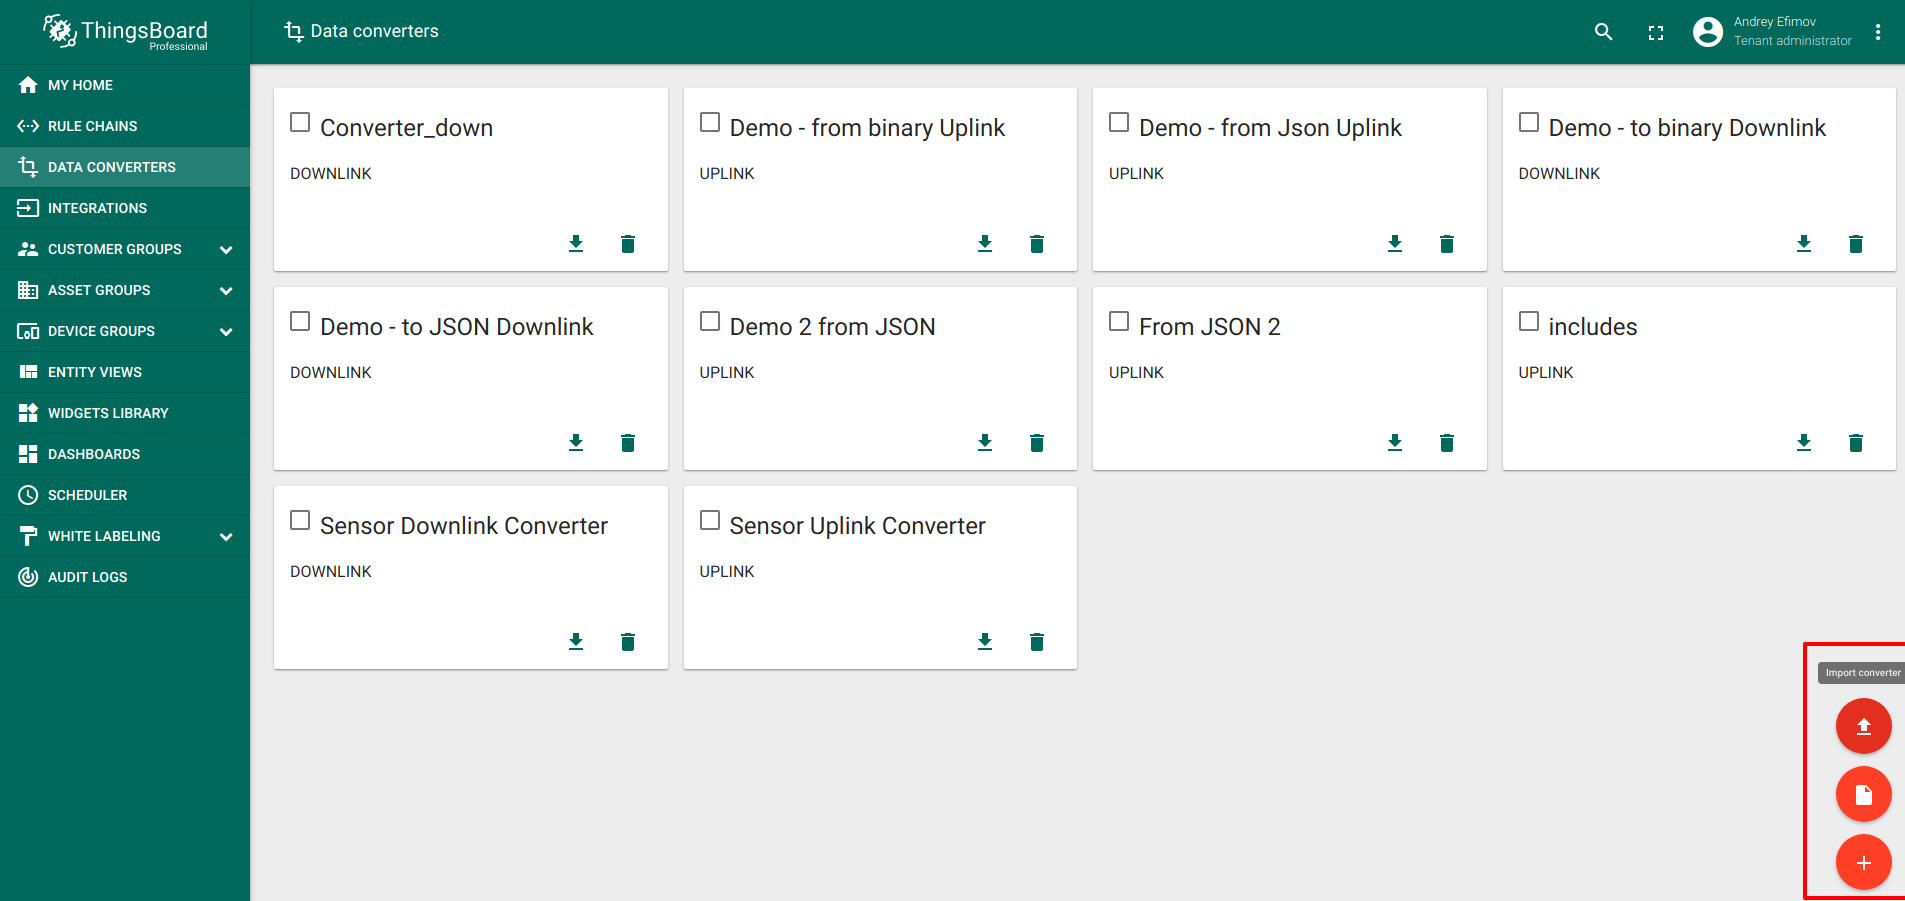 ThingsBoard
Professional
Data converters
Andrey Efimov
Tenant administrator
MY HOME
RULE CHAINS
DATA CONVERTERS
INTEGRATIONS
CUSTOMER GROUPS
ASSET GROUPS
DEVICE GROUPS
ENTITY VIEWS
WIDGETS LIBRARY
DASHBOARDS
SCHEDULER
WHITE LABELING
AUDIT LOGS
Converter_down
DOWNLINK
Demo - from binary Uplink
UPLINK
Demo - from Json Uplink
UPLINK
Demo - to binary Downlink
DOWNLINK
Demo - to JSON Downlink
DOWNLINK
Demo 2 from JSON
UPLINK
From JSON 2
UPLINK
includes
UPLINK
Sensor Downlink Converter
DOWNLINK
Sensor Uplink Converter
UPLINK
Import converter